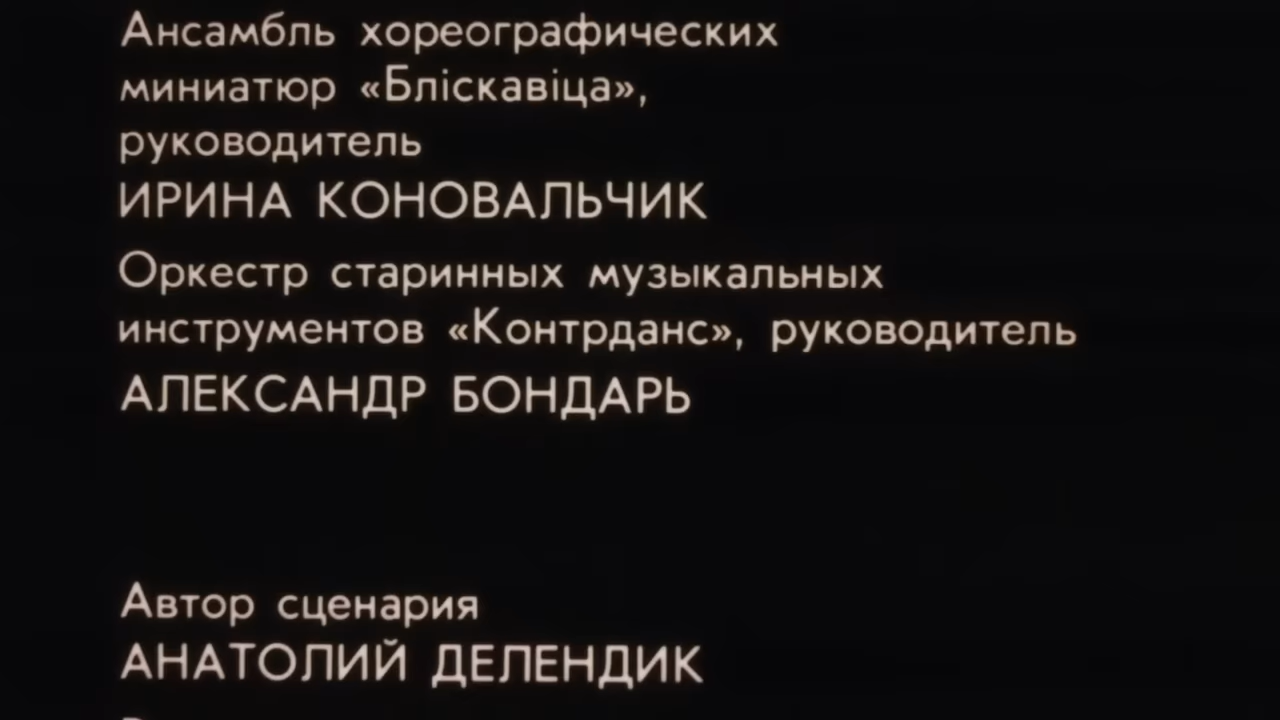 Ансамбль хореографических
миниатюр «Бліскавіца»,
руководитель
ИРИНА КОНОВАЛЬЧИК
Оркестр старинных музыкальных
инструментов «Контрданс», руководитель
АЛЕКСАНДР БОНДАРЬ
Автор сценария
АНАТОЛИЙ ДЕЛЕНДИК